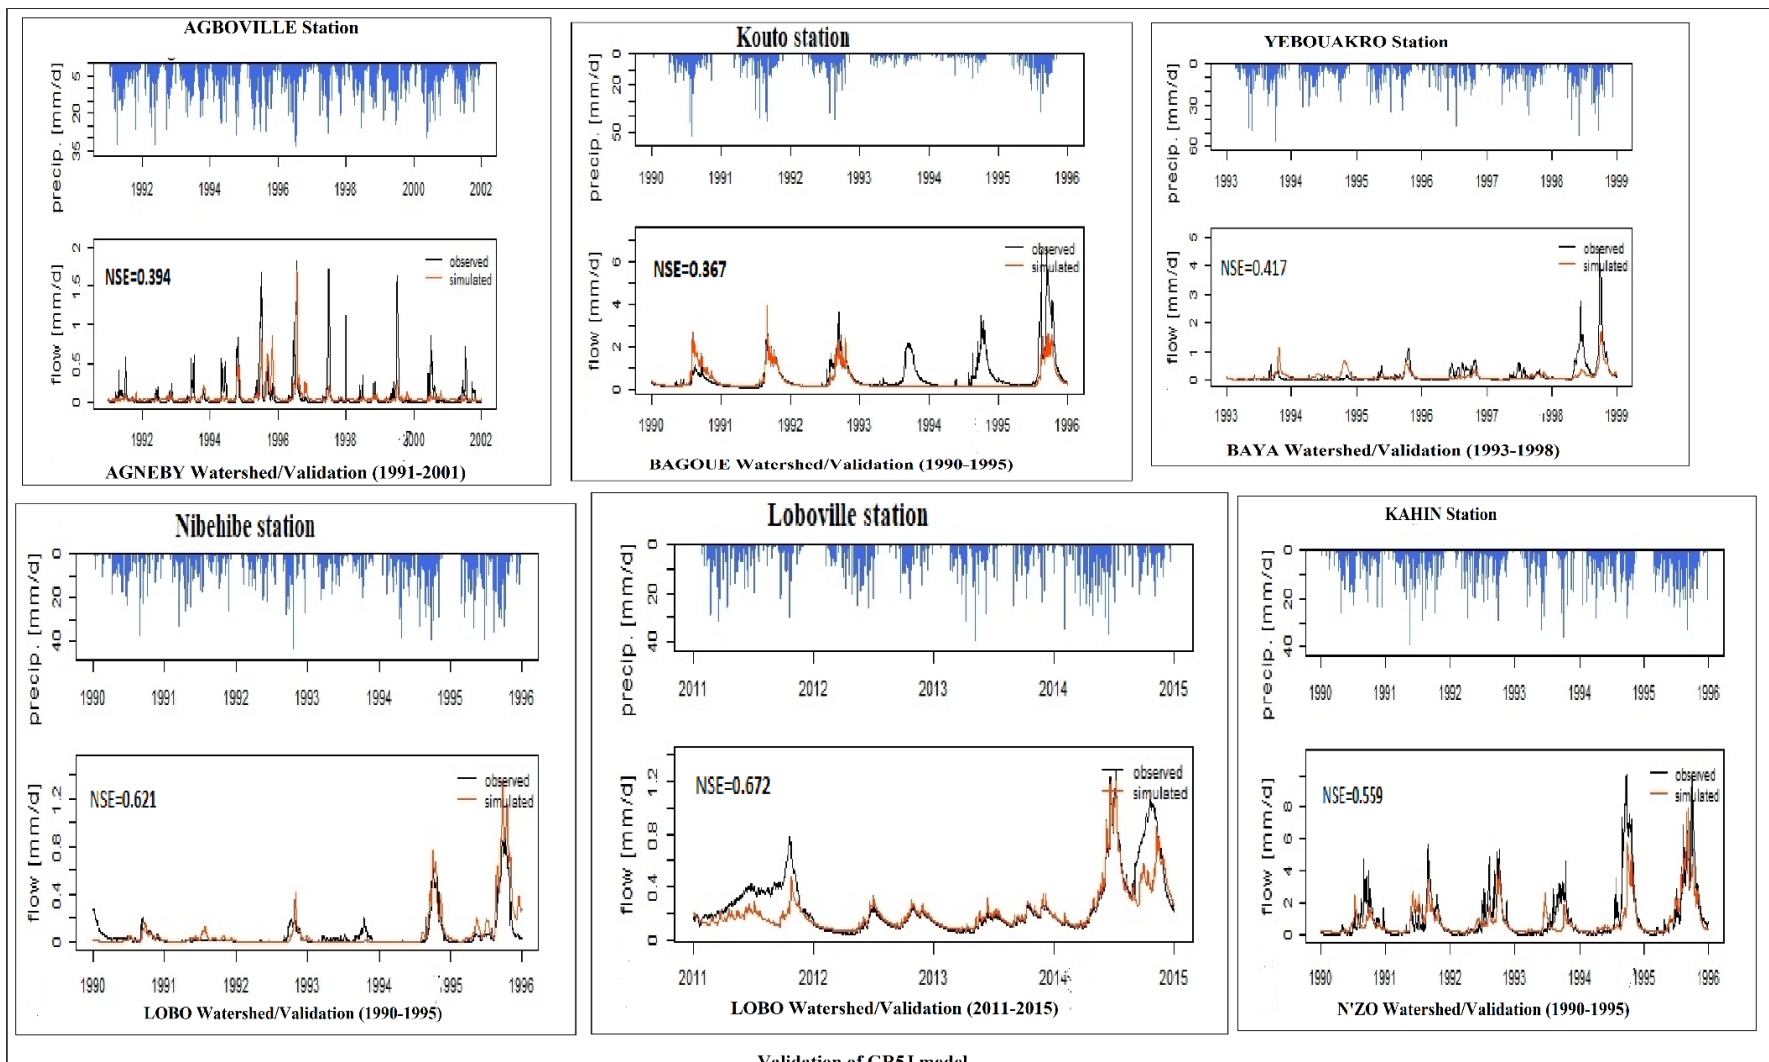 AGBOVILLE Station
precip. [mm/d]
5
20
35
1992 1994 1996 1998 2000 2002
flow [mm/d]
2
1.5
1
0.5
0
NSE=0.394
observed
simulated
1992 1994 1996 1998 2000 2002
AGNEBY Watershed/Validation (1991-2001)
Kouto station
precip. [mm/d]
0
20
50
1990 1991 1992 1993 1994 1995 1996
flow [mm/d]
6
4
2
0
NSE=0.367
observed
simulated
1990 1991 1992 1993 1994 1995 1996
BAGOUE Watershed/Validation (1990-1995)
YEBOUAKRO Station
precip. [mm/d]
0
30
60
1993 1994 1995 1996 1997 1998 1999
flow [mm/d]
5
4
3
2
1
0
NSE=0.417
observed
simulated
1993 1994 1995 1996 1997 1998 1999
BAYA Watershed/Validation (1993-1998)
Nibehibe station
precip. [mm/d]
0
20
40
1990 1991 1992 1993 1994 1995 1996
flow [mm/d]
1.2
0.8
0.4
0
NSE=0.621
observed
simulated
1990 1991 1992 1993 1994 1995 1996
LOBO Watershed/Validation (1990-1995)
Loboville station
precip. [mm/d]
0
20
40
2011 2012 2013 2014 2015
flow [mm/d]
1.2
0.8
0.4
0
NSE=0.672
observed
simulated
2011 2012 2013 2014 2015
LOBO Watershed/Validation (2011-2015)
KAHIN Station
precip. [mm/d]
0
20
40
1990 1991 1992 1993 1994 1995 1996
flow [mm/d]
8
6
4
2
0
NSE=0.559
observed
simulated
1990 1991 1992 1993 1994 1995 1996
N'ZO Watershed/Validation (1990-1995)
Validation of GR5J model